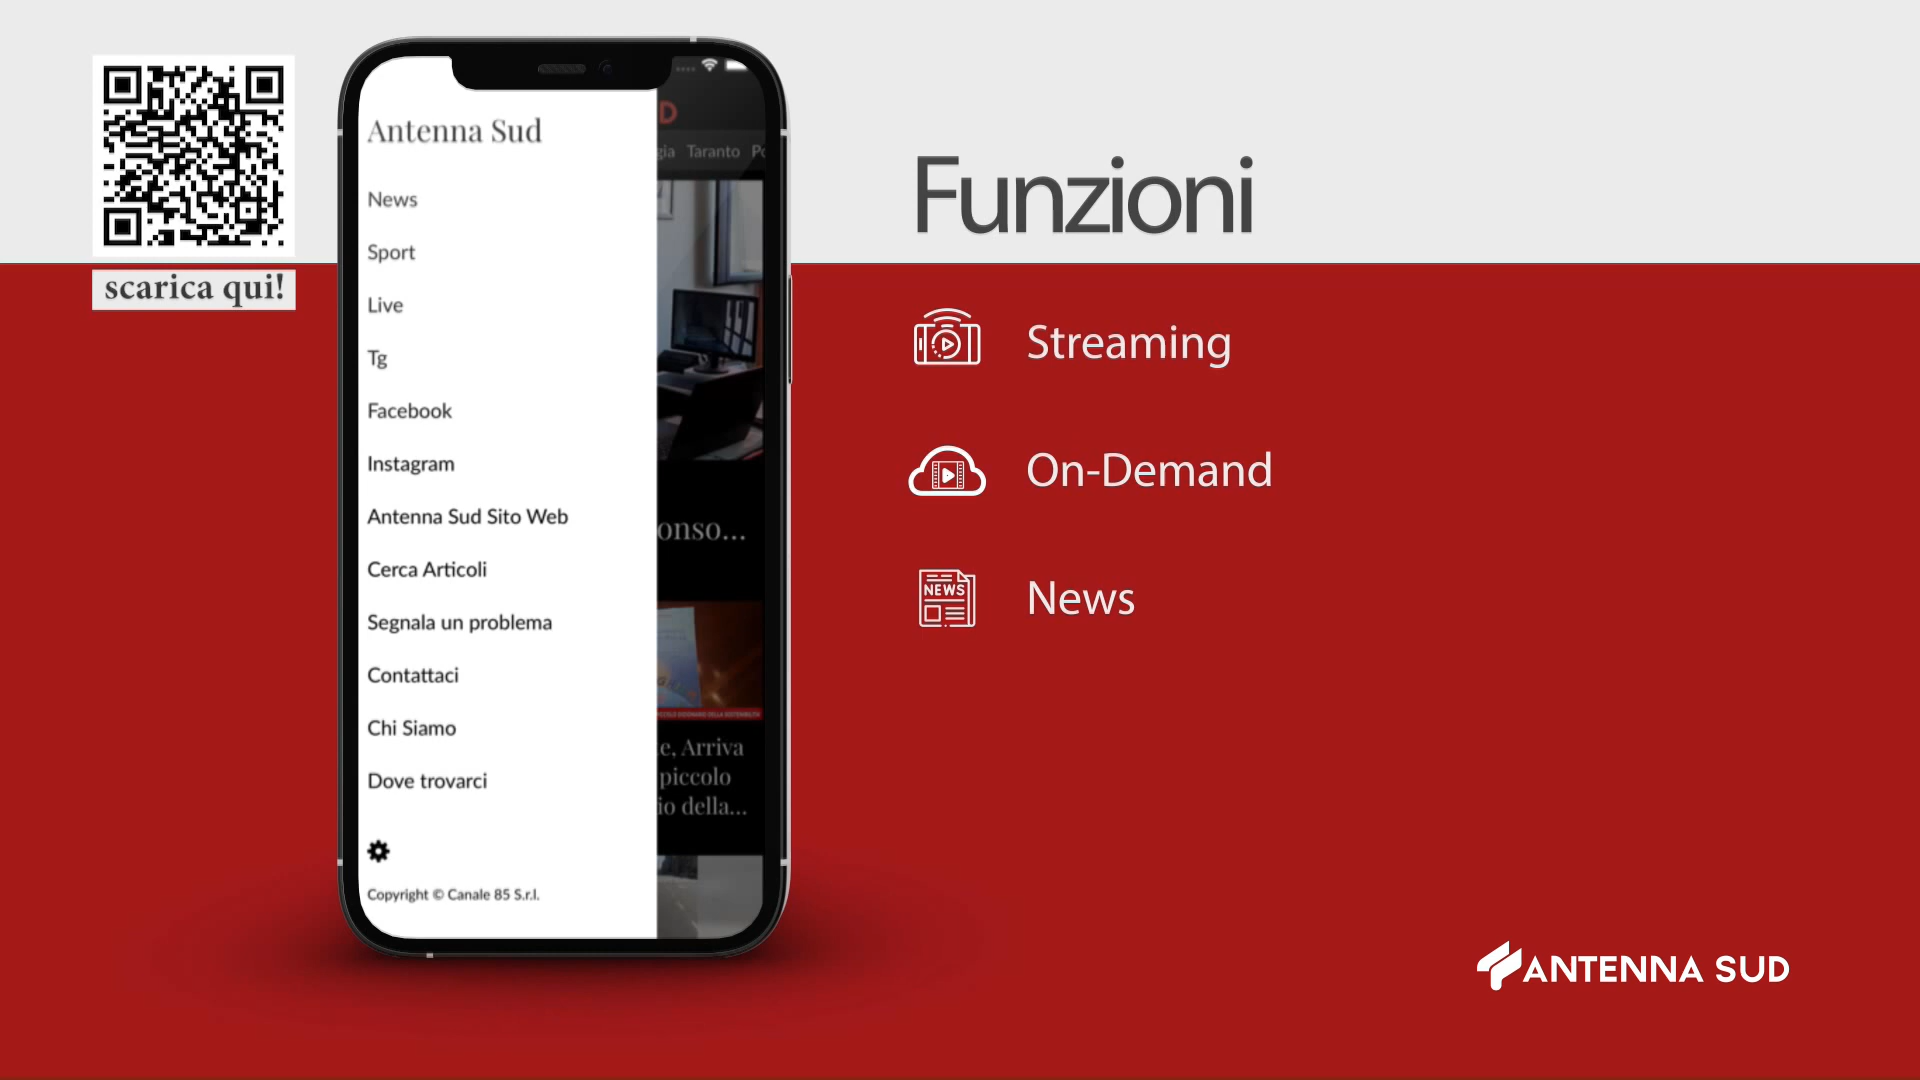 scarica qui!
Antenna Sud
News
Sport
Live
Tg
Facebook
Instagram
Antenna Sud Sito Web
Cerca Articoli
Segnala un problema
Contattaci
Chi Siamo
Dove trovarci
Copyright © Canale 85 S.r.l.
D
gia Taranto Po
onso...
e, Arriva
piccolo
io della...
Funzioni
Streaming
On-Demand
NEWS
News
ANTENNA SUD